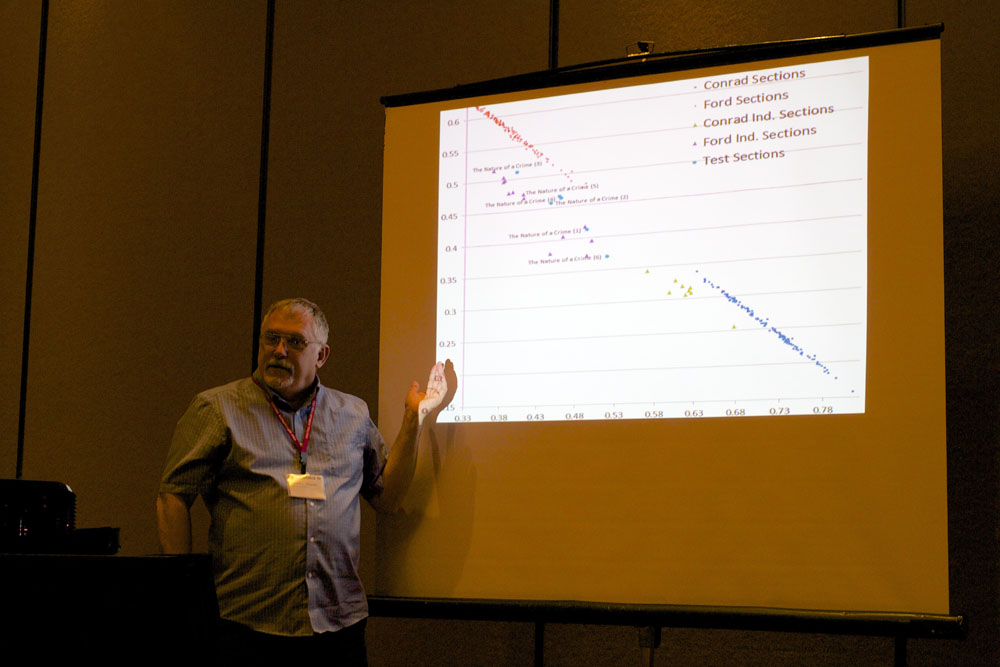 Conrad Sections
Ford Sections
Conrad Ind. Sections
Ford Ind. Sections
Test Sections
0.6
0.55
0.5
0.45
0.4
0.35
0.3
0.25
15
The Nature of a Crime (3)
The Nature of a Crime (5)
The Nature of a Crime (4)
The Nature of a Crime (2)
The Nature of a Crime (1)
The Nature of a Crime (6)
0.33 0.38 0.43 0.48 0.53 0.58 0.63 0.68 0.73 0.78